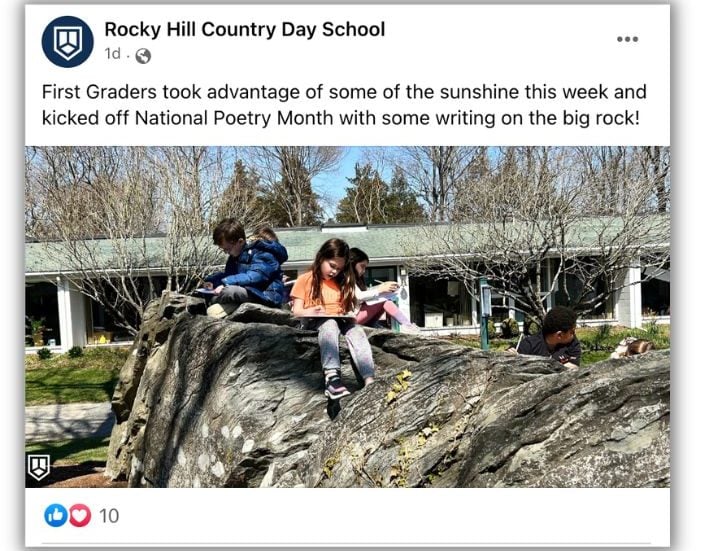 Rocky Hill Country Day School
1d ·
First Graders took advantage of some of the sunshine this week and
kicked off National Poetry Month with some writing on the big rock!
10